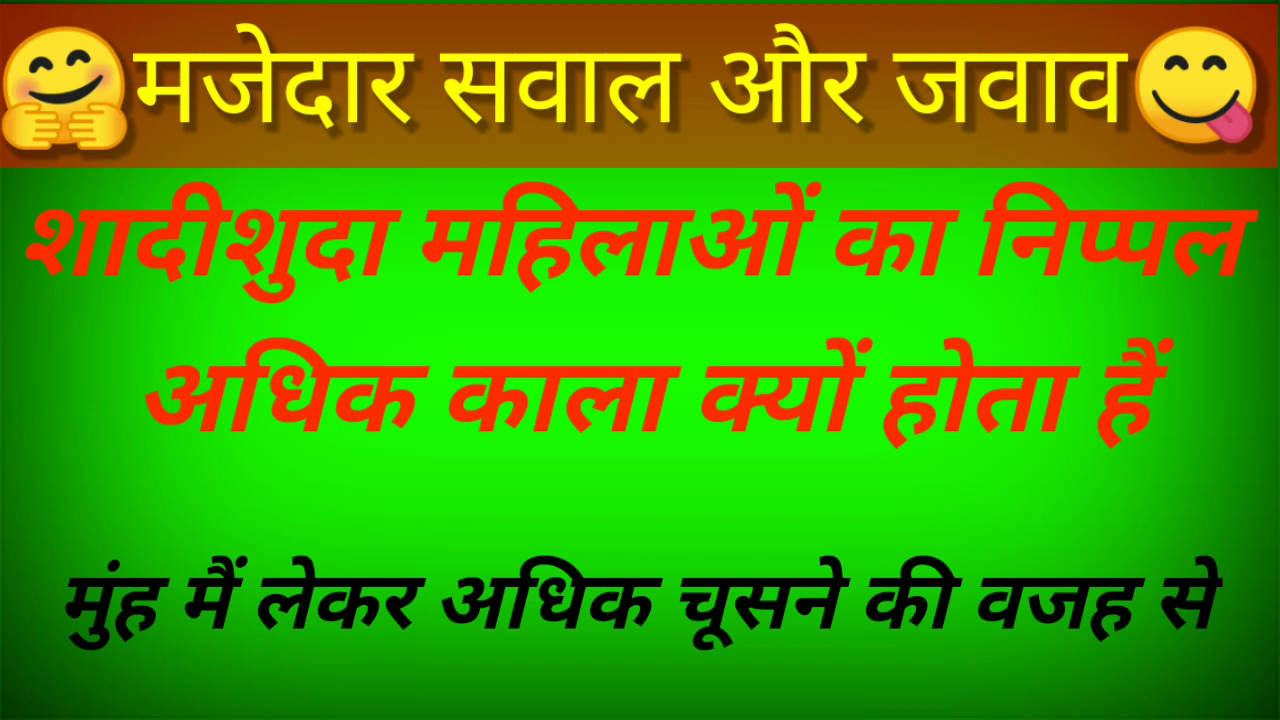 🤗मजेदार सवाल और जवाव😋
शादीशुदा महिलाओं का निप्पल
अधिक काला क्यों होता हैं
मुंह मैं लेकर अधिक चूसने की वजह से